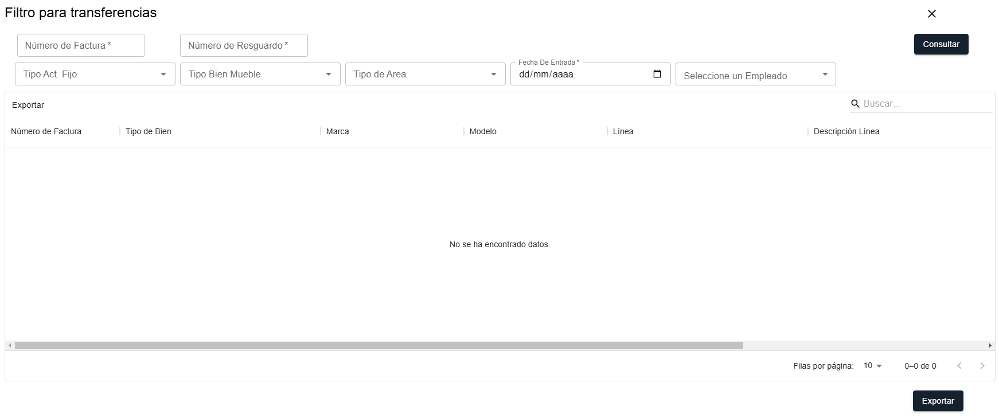 Filtro para transferencias
Número de Factura *
Número de Resguardo *
Consultar
Tipo Act. Fijo
Tipo Bien Mueble
Tipo de Area
Fecha De Entrada *
dd/mm/aaaa
Seleccione un Empleado
Exportar
Buscar…
Número de Factura
Tipo de Bien
Marca
Modelo
Línea
Descripción Línea
No se ha encontrado datos.
Filas por página: 10 0–0 de 0
Exportar